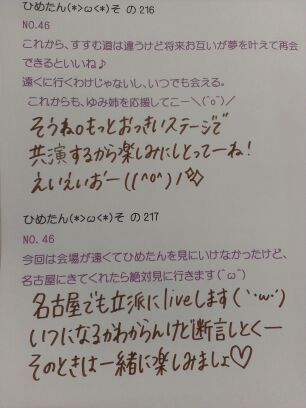 ひめたん(*>ω<*)その216
NO.46
これから、すすむ道は違うけど将来お互いが夢を叶えて再会
できるといいね♪
遠くに行くわけじゃないし、いつでも会える。
これからも、ゆみ姉を応援してこー＼(^o^)／
そうね。もっとおっきいステージで
共演するから楽しみにしとってーね!
えいえいおー((^o^)ﾉ◇
ひめたん(*>ω<*)その217
NO.46
今回は会場が遠くてひめたんを見にいけなかったけど、
名古屋にきてくれたら絶対見に行きます(^ω^)
名古屋でも立派にliveします(`･ω･´)
いつになるかわからんけど断言しとくー
そのときは一緒に楽しみましょ♡